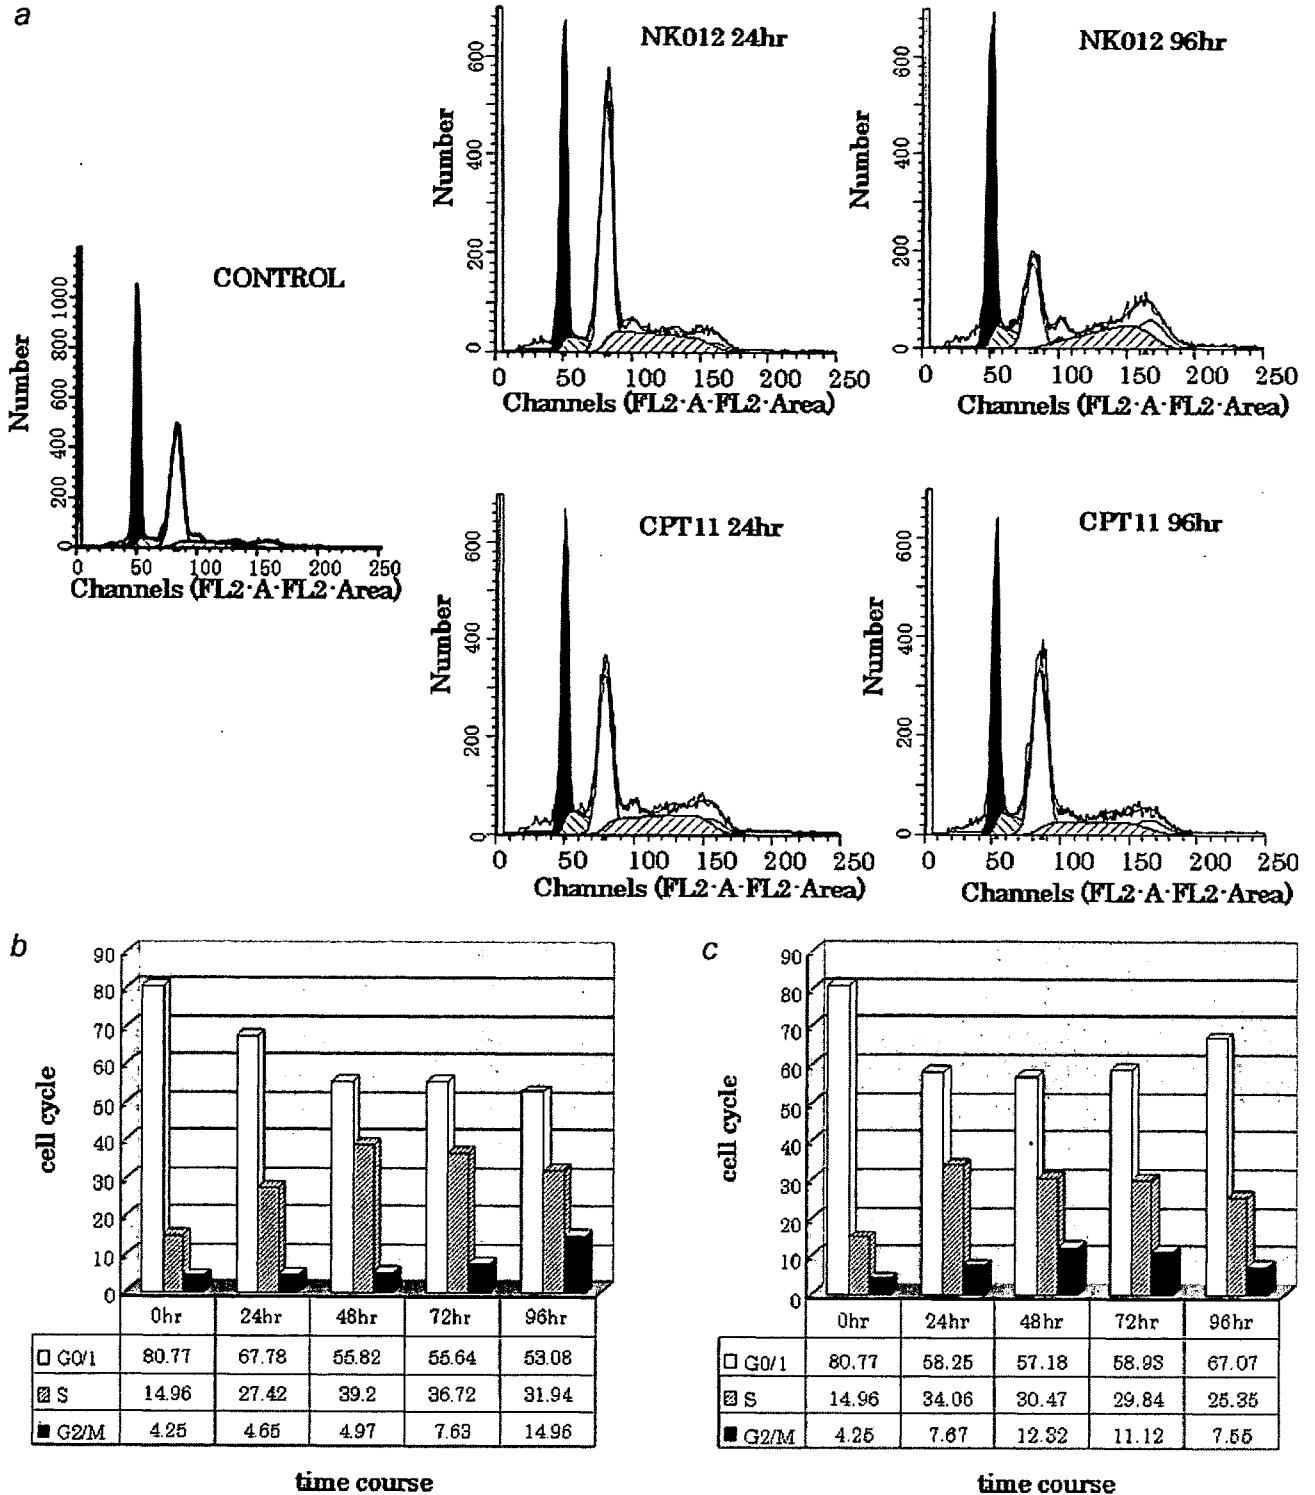 a
NK012 24hr
NK012 96hr
CONTROL
CPT11 24hr
CPT11 96hr
Number
600
400
200
0
0 50 100 150 200 250
Channels (FL2·A·FL2·Area)
Number
600
400
200
0
0 50 100 150 200 250
Channels (FL2·A·FL2·Area)
Number
1000
800
600
400
200
0
0 50 100 150 200 250
Channels (FL2·A·FL2·Area)
Number
600
400
200
0
0 50 100 150 200 250
Channels (FL2·A·FL2·Area)
Number
600
400
200
0
0 50 100 150 200 250
Channels (FL2·A·FL2·Area)
b
cell cycle
90
80
70
60
50
40
30
20
10
0
0hr 24hr 48hr 72hr 96hr
G0/1 80.77 67.78 55.82 55.64 53.08
S 14.96 27.42 39.2 36.72 31.94
G2/M 4.25 4.65 4.97 7.63 14.96
time course
c
cell cycle
90
80
70
60
50
40
30
20
10
0
0hr 24hr 48hr 72hr 96hr
G0/1 80.77 58.25 57.18 58.93 67.07
S 14.96 34.06 30.47 29.84 25.35
G2/M 4.25 7.67 12.32 11.12 7.55
time course